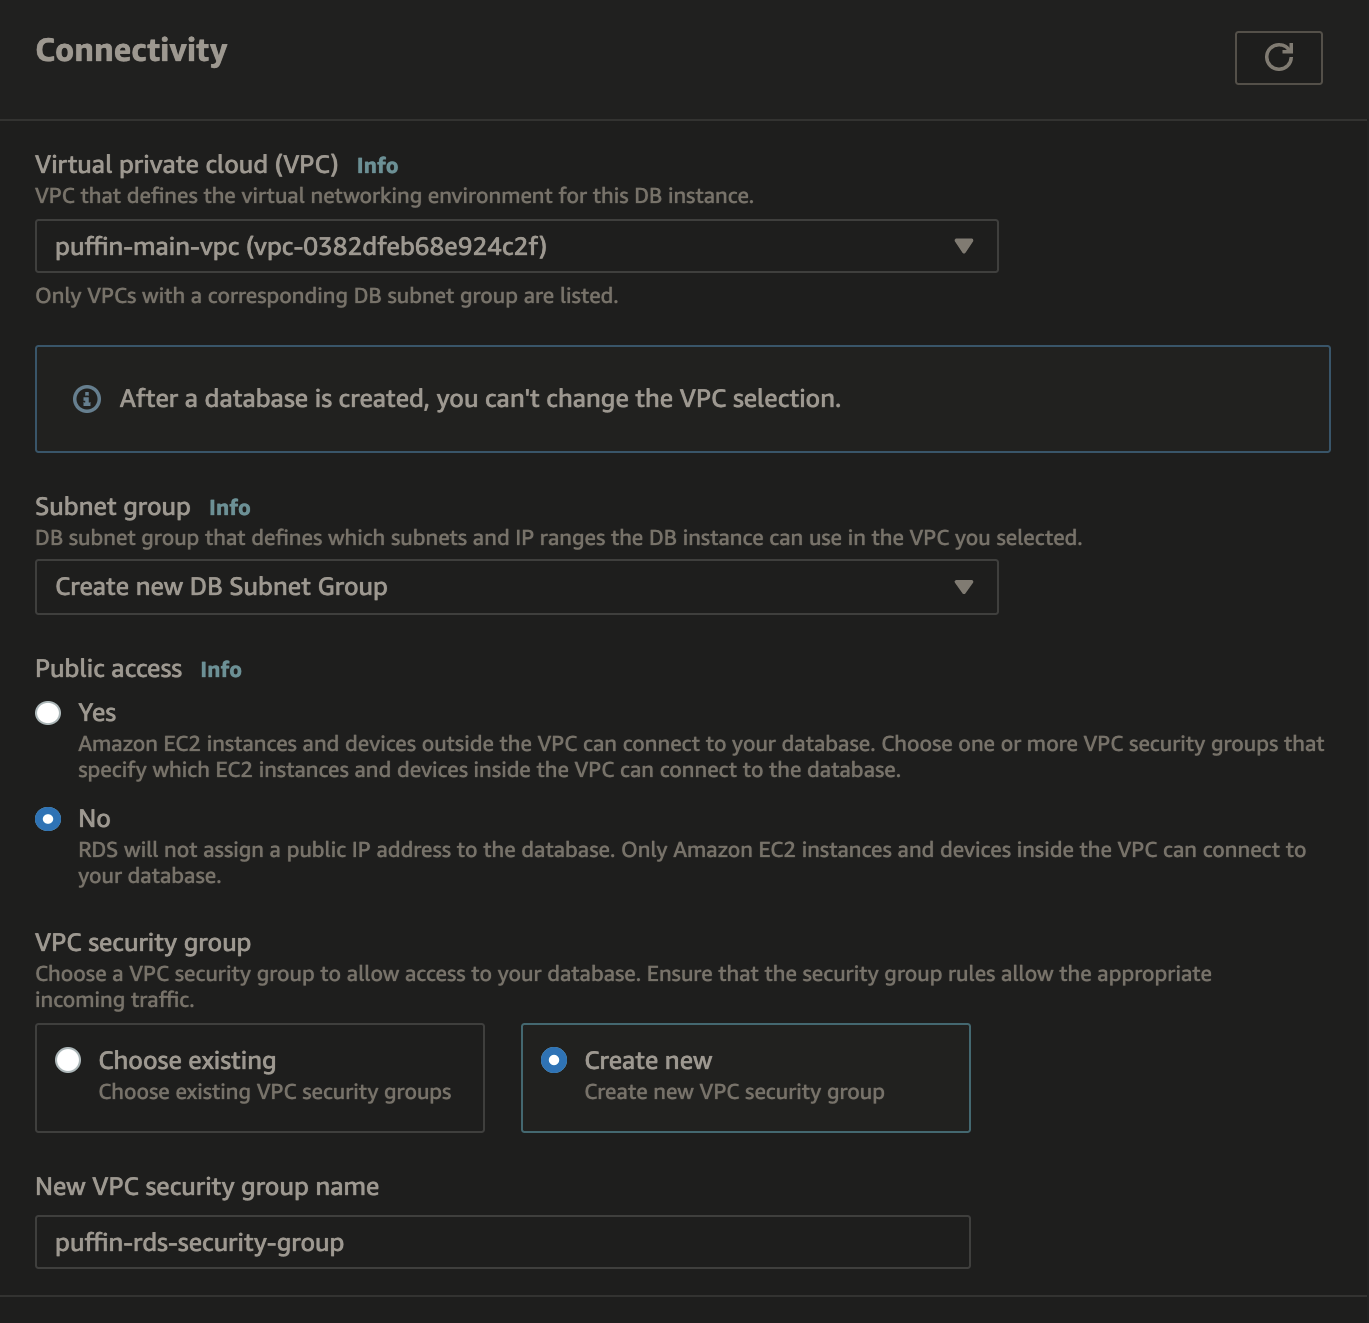 Connectivity
Virtual private cloud (VPC) Info
VPC that defines the virtual networking environment for this DB instance.
puffin-main-vpc (vpc-0382dfeb68e924c2f)
Only VPCs with a corresponding DB subnet group are listed.
After a database is created, you can't change the VPC selection.
Subnet group Info
DB subnet group that defines which subnets and IP ranges the DB instance can use in the VPC you selected.
Create new DB Subnet Group
Public access Info
Yes
Amazon EC2 instances and devices outside the VPC can connect to your database. Choose one or more VPC security groups that
specify which EC2 instances and devices inside the VPC can connect to the database.
No
RDS will not assign a public IP address to the database. Only Amazon EC2 instances and devices inside the VPC can connect to
your database.
VPC security group
Choose a VPC security group to allow access to your database. Ensure that the security group rules allow the appropriate
incoming traffic.
Choose existing
Choose existing VPC security groups
Create new
Create new VPC security group
New VPC security group name
puffin-rds-security-group